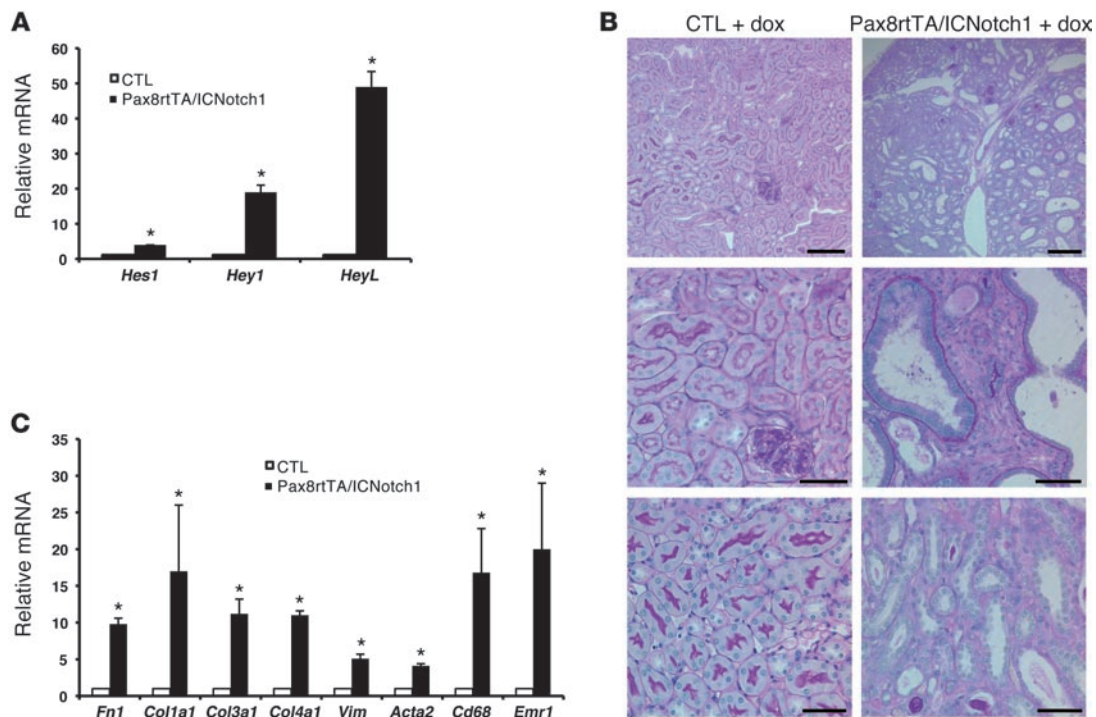 A
Relative mRNA
60
50
40
30
20
10
0
CTL
Pax8rtTA/ICNotch1
*
*
*
Hes1 Hey1 HeyL
B
CTL + dox Pax8rtTA/ICNotch1 + dox
C
Relative mRNA
35
30
25
20
15
10
5
0
CTL
Pax8rtTA/ICNotch1
*
*
*
*
*
*
*
*
Fn1 Col1a1 Col3a1 Col4a1 Vim Acta2 Cd68 Emr1